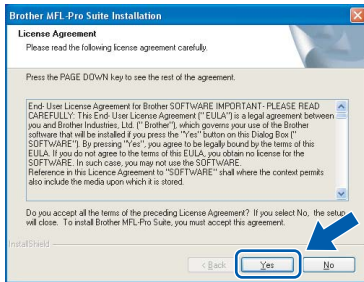 Brother MFL-Pro Suite Installation
License Agreement
Please read the following license agreement carefully.
Press the PAGE DOWN key to see the rest of the agreement.
End- User License Agreement for Brother SOFTWARE IMPORTANT- PLEASE READ
CAREFULLY: This End- User License Agreement ("EULA") is a legal agreement between
you and Brother Industries, Ltd. ("Brother"), which governs your use of the Brother
software that will be installed if you press the "Yes" button on this Dialog Box ("
SOFTWARE"). By pressing "Yes", you agree to be legally bound by the terms of this
EULA. If you do not agree to the terms of this EULA, you obtain no license for the
SOFTWARE. In such case, you may not use the SOFTWARE.
Reference in this Licence Agreement to "SOFTWARE" shall where the context permits
also include the media upon which it is stored.
Do you accept all the terms of the preceding License Agreement? If you select No, the setup
will close. To install Brother MFL-Pro Suite, you must accept this agreement.
InstallShield
< Back Yes No